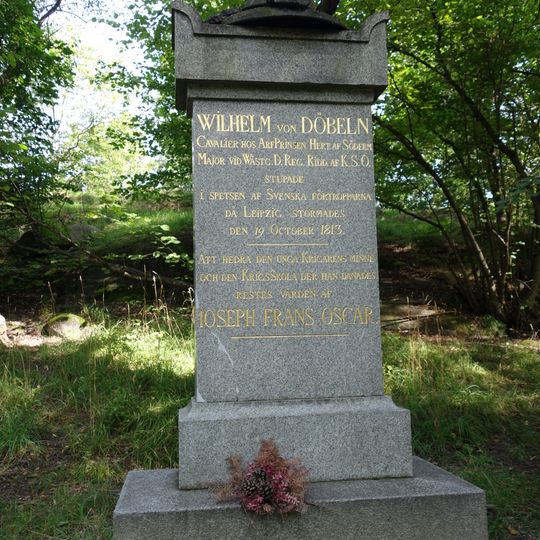 WILHELM VON DÖBELN
CAVALIER HOS ARFPRINSEN HERT. AF SÖDERM.
MAJOR VID WÄSTG. D. REG. RIDD. AF K.S.O.
STUPADE
I SPETSEN AF SVENSKA FÖRTROPPARNA
DÅ LEIPZIG STORMADES
DEN 19 OCTOBER 1813.
ATT HEDRA DEN UNGA KRIGARENS MINNE
OCH DEN KRIGSSKOLA DER HAN DANADES
RESTES VÅRDEN AF
JOSEPH FRANS OSCAR